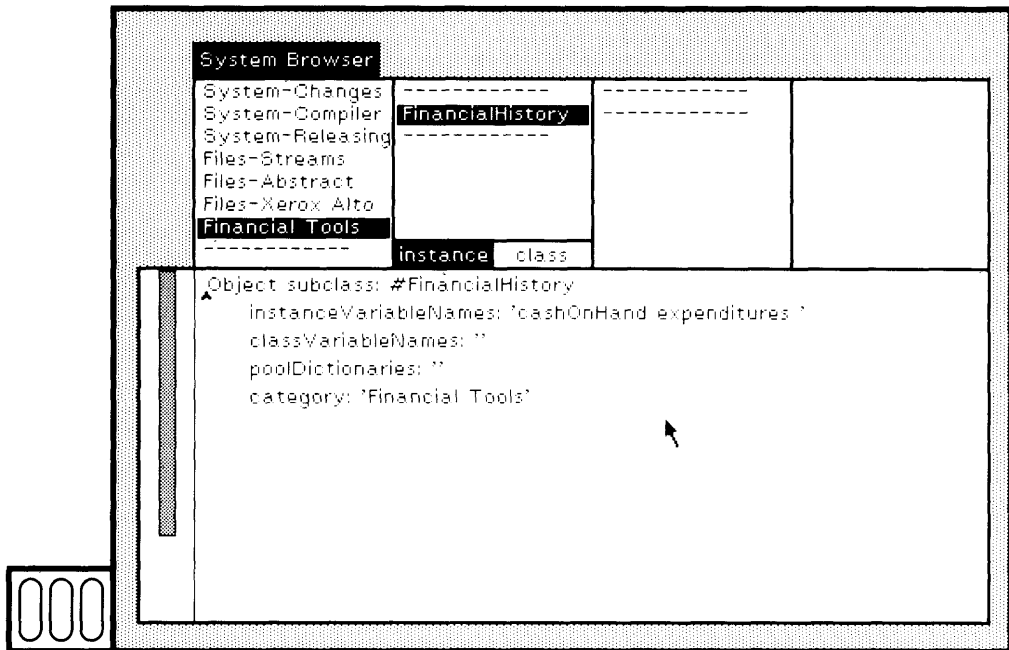 System Browser
System-Changes
System-Compiler
System-Releasing
Files-Streams
Files-Abstract
Files-Xerox Alto
Financial Tools
------------
------------
FinancialHistory
------------
instance class
------------
------------
Object subclass: #FinancialHistory
instanceVariableNames: 'cashOnHand expenditures '
classVariableNames: ''
poolDictionaries: ''
category: 'Financial Tools'